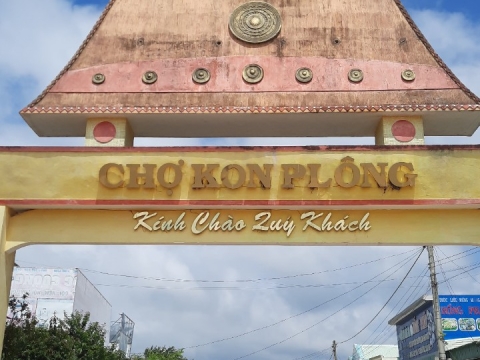 CHỢ KON PLÔNG
Kính Chào Quý Khách